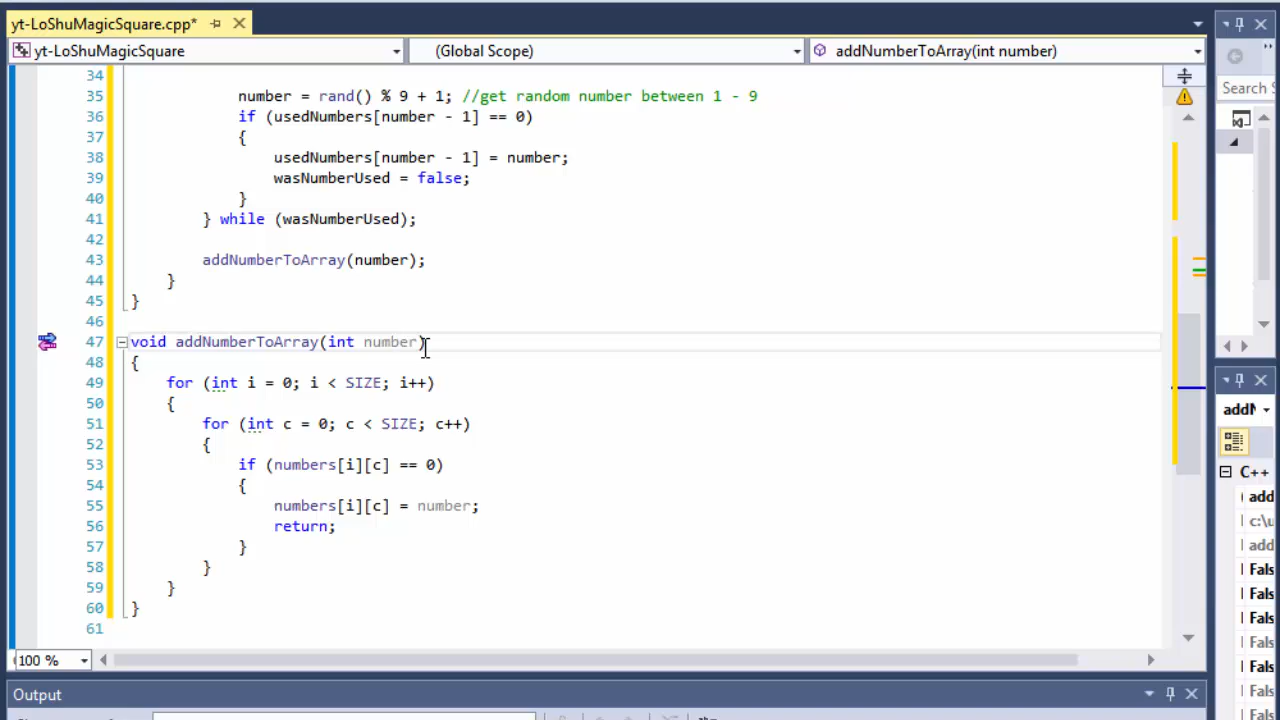 yt-LoShuMagicSquare.cpp*
yt-LoShuMagicSquare
(Global Scope)
addNumberToArray(int number)
34
35 number = rand() % 9 + 1; //get random number between 1 - 9
36 if (usedNumbers[number - 1] == 0)
37 {
38 usedNumbers[number - 1] = number;
39 wasNumberUsed = false;
40 }
41 } while (wasNumberUsed);
42
43 addNumberToArray(number);
44 }
45 }
46
47 void addNumberToArray(int number)
48 {
49 for (int i = 0; i < SIZE; i++)
50 {
51 for (int c = 0; c < SIZE; c++)
52 {
53 if (numbers[i][c] == 0)
54 {
55 numbers[i][c] = number;
56 return;
57 }
58 }
59 }
60 }
61
100 %
Output
Search S
addN
C++
add
c:\u
add
Fals
Fals
Fals
Fals
Fals
Fals
Fals